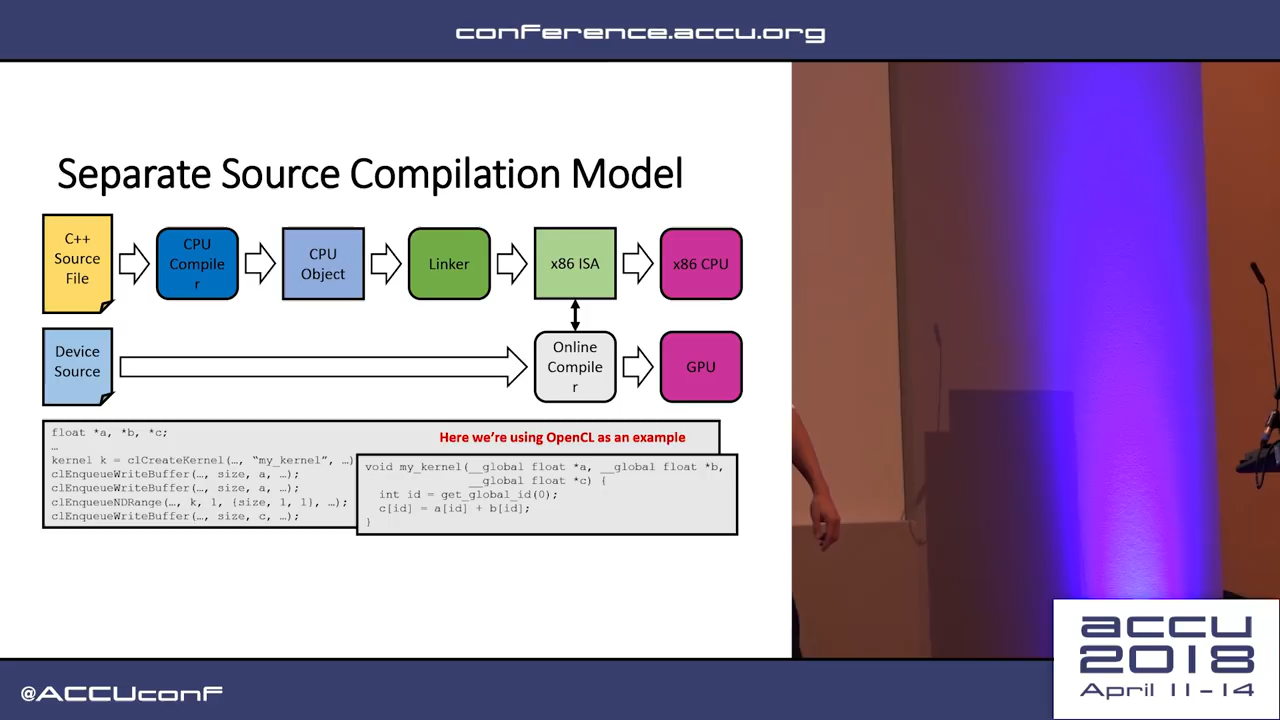 conference.accu.org
Separate Source Compilation Model
C++
Source
File
CPU
Compile
r
CPU
Object
Linker
x86 ISA
x86 CPU
Device
Source
Online
Compile
r
GPU
float *a, *b, *c;
…
kernel k = clCreateKernel(…, “my_kernel”, …)
clEnqueueWriteBuffer(…, size, a, …);
clEnqueueWriteBuffer(…, size, a, …);
clEnqueueNDRange(…, k, 1, {size, 1, 1}, …);
clEnqueueWriteBuffer(…, size, c, …);
Here we’re using OpenCL as an example
void my_kernel(__global float *a, __global float *b,
__global float *c) {
int id = get_global_id(0);
c[id] = a[id] + b[id];
}
@ACCUconf
accu
2018
April 11-14